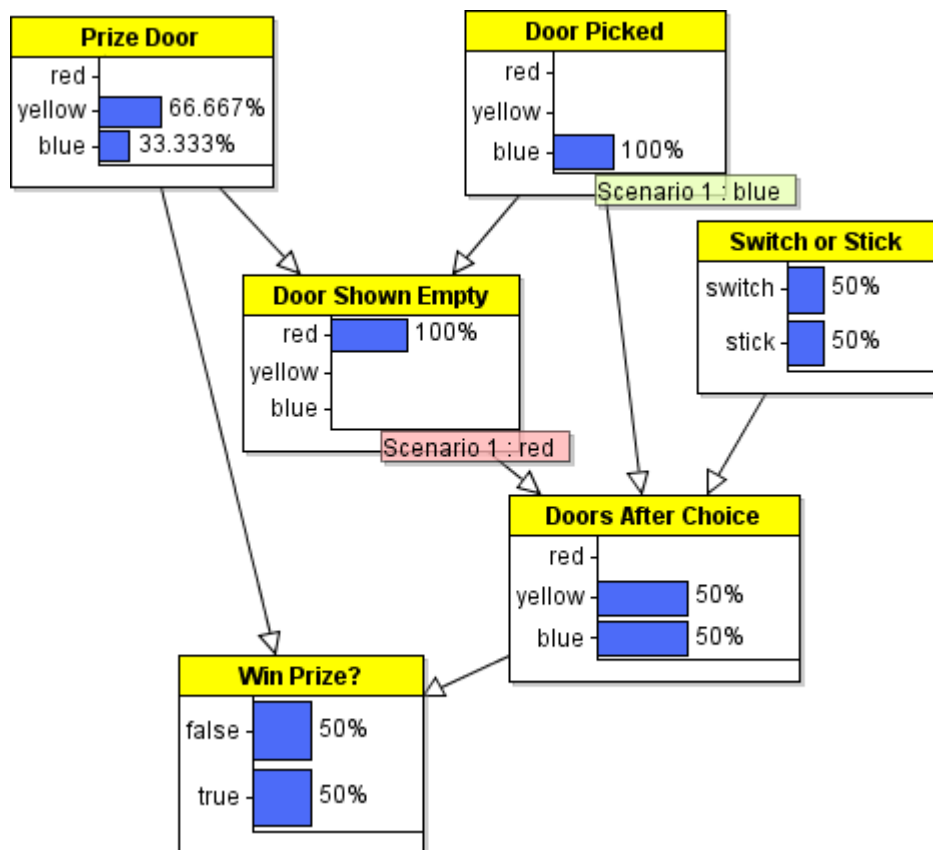 Prize Door
red
yellow 66.667%
blue 33.333%
Door Picked
red
yellow
blue 100%
Scenario 1 : blue
Switch or Stick
switch 50%
stick 50%
Door Shown Empty
red 100%
yellow
blue
Scenario 1 : red
Doors After Choice
red
yellow 50%
blue 50%
Win Prize?
false 50%
true 50%